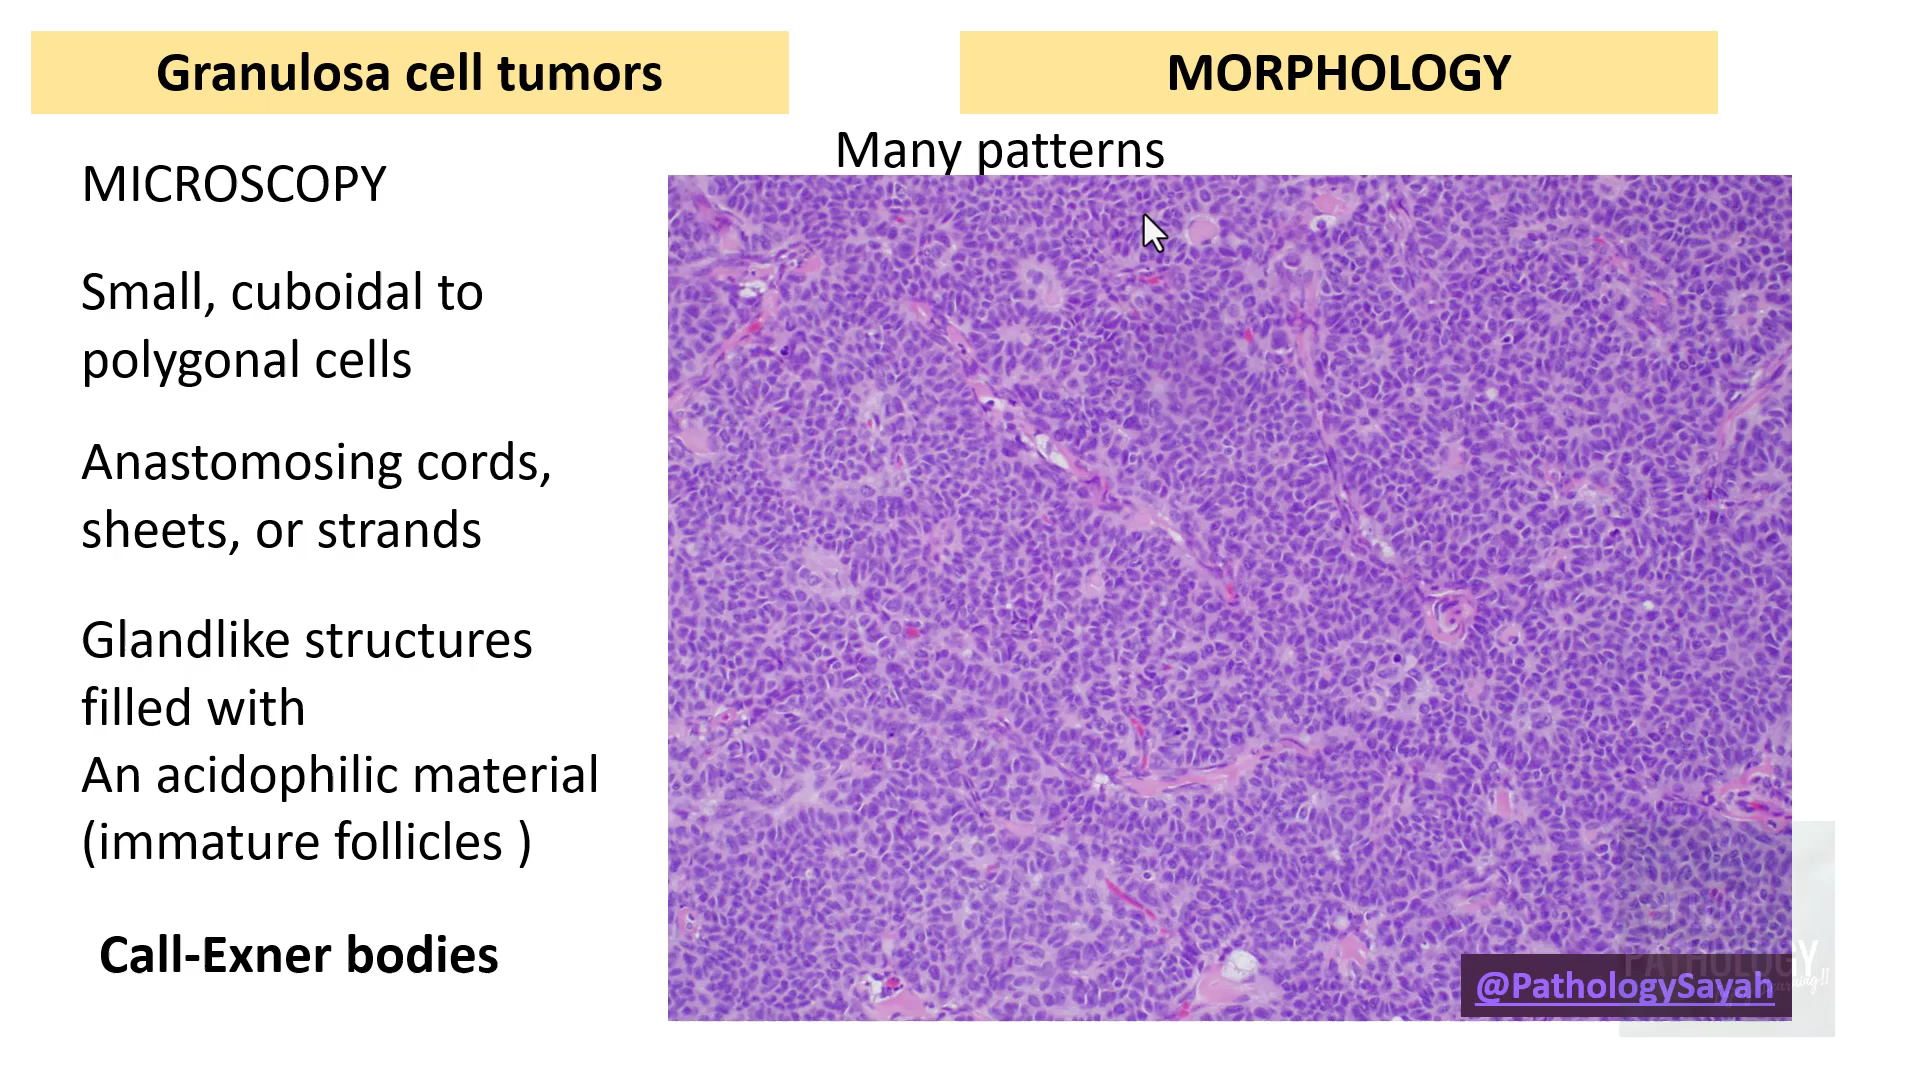 Granulosa cell tumors
MORPHOLOGY
Many patterns
MICROSCOPY
Small, cuboidal to
polygonal cells
Anastomosing cords,
sheets, or strands
Glandlike structures
filled with
An acidophilic material
(immature follicles )
Call-Exner bodies
PATHOLOGY
@PathologySayah